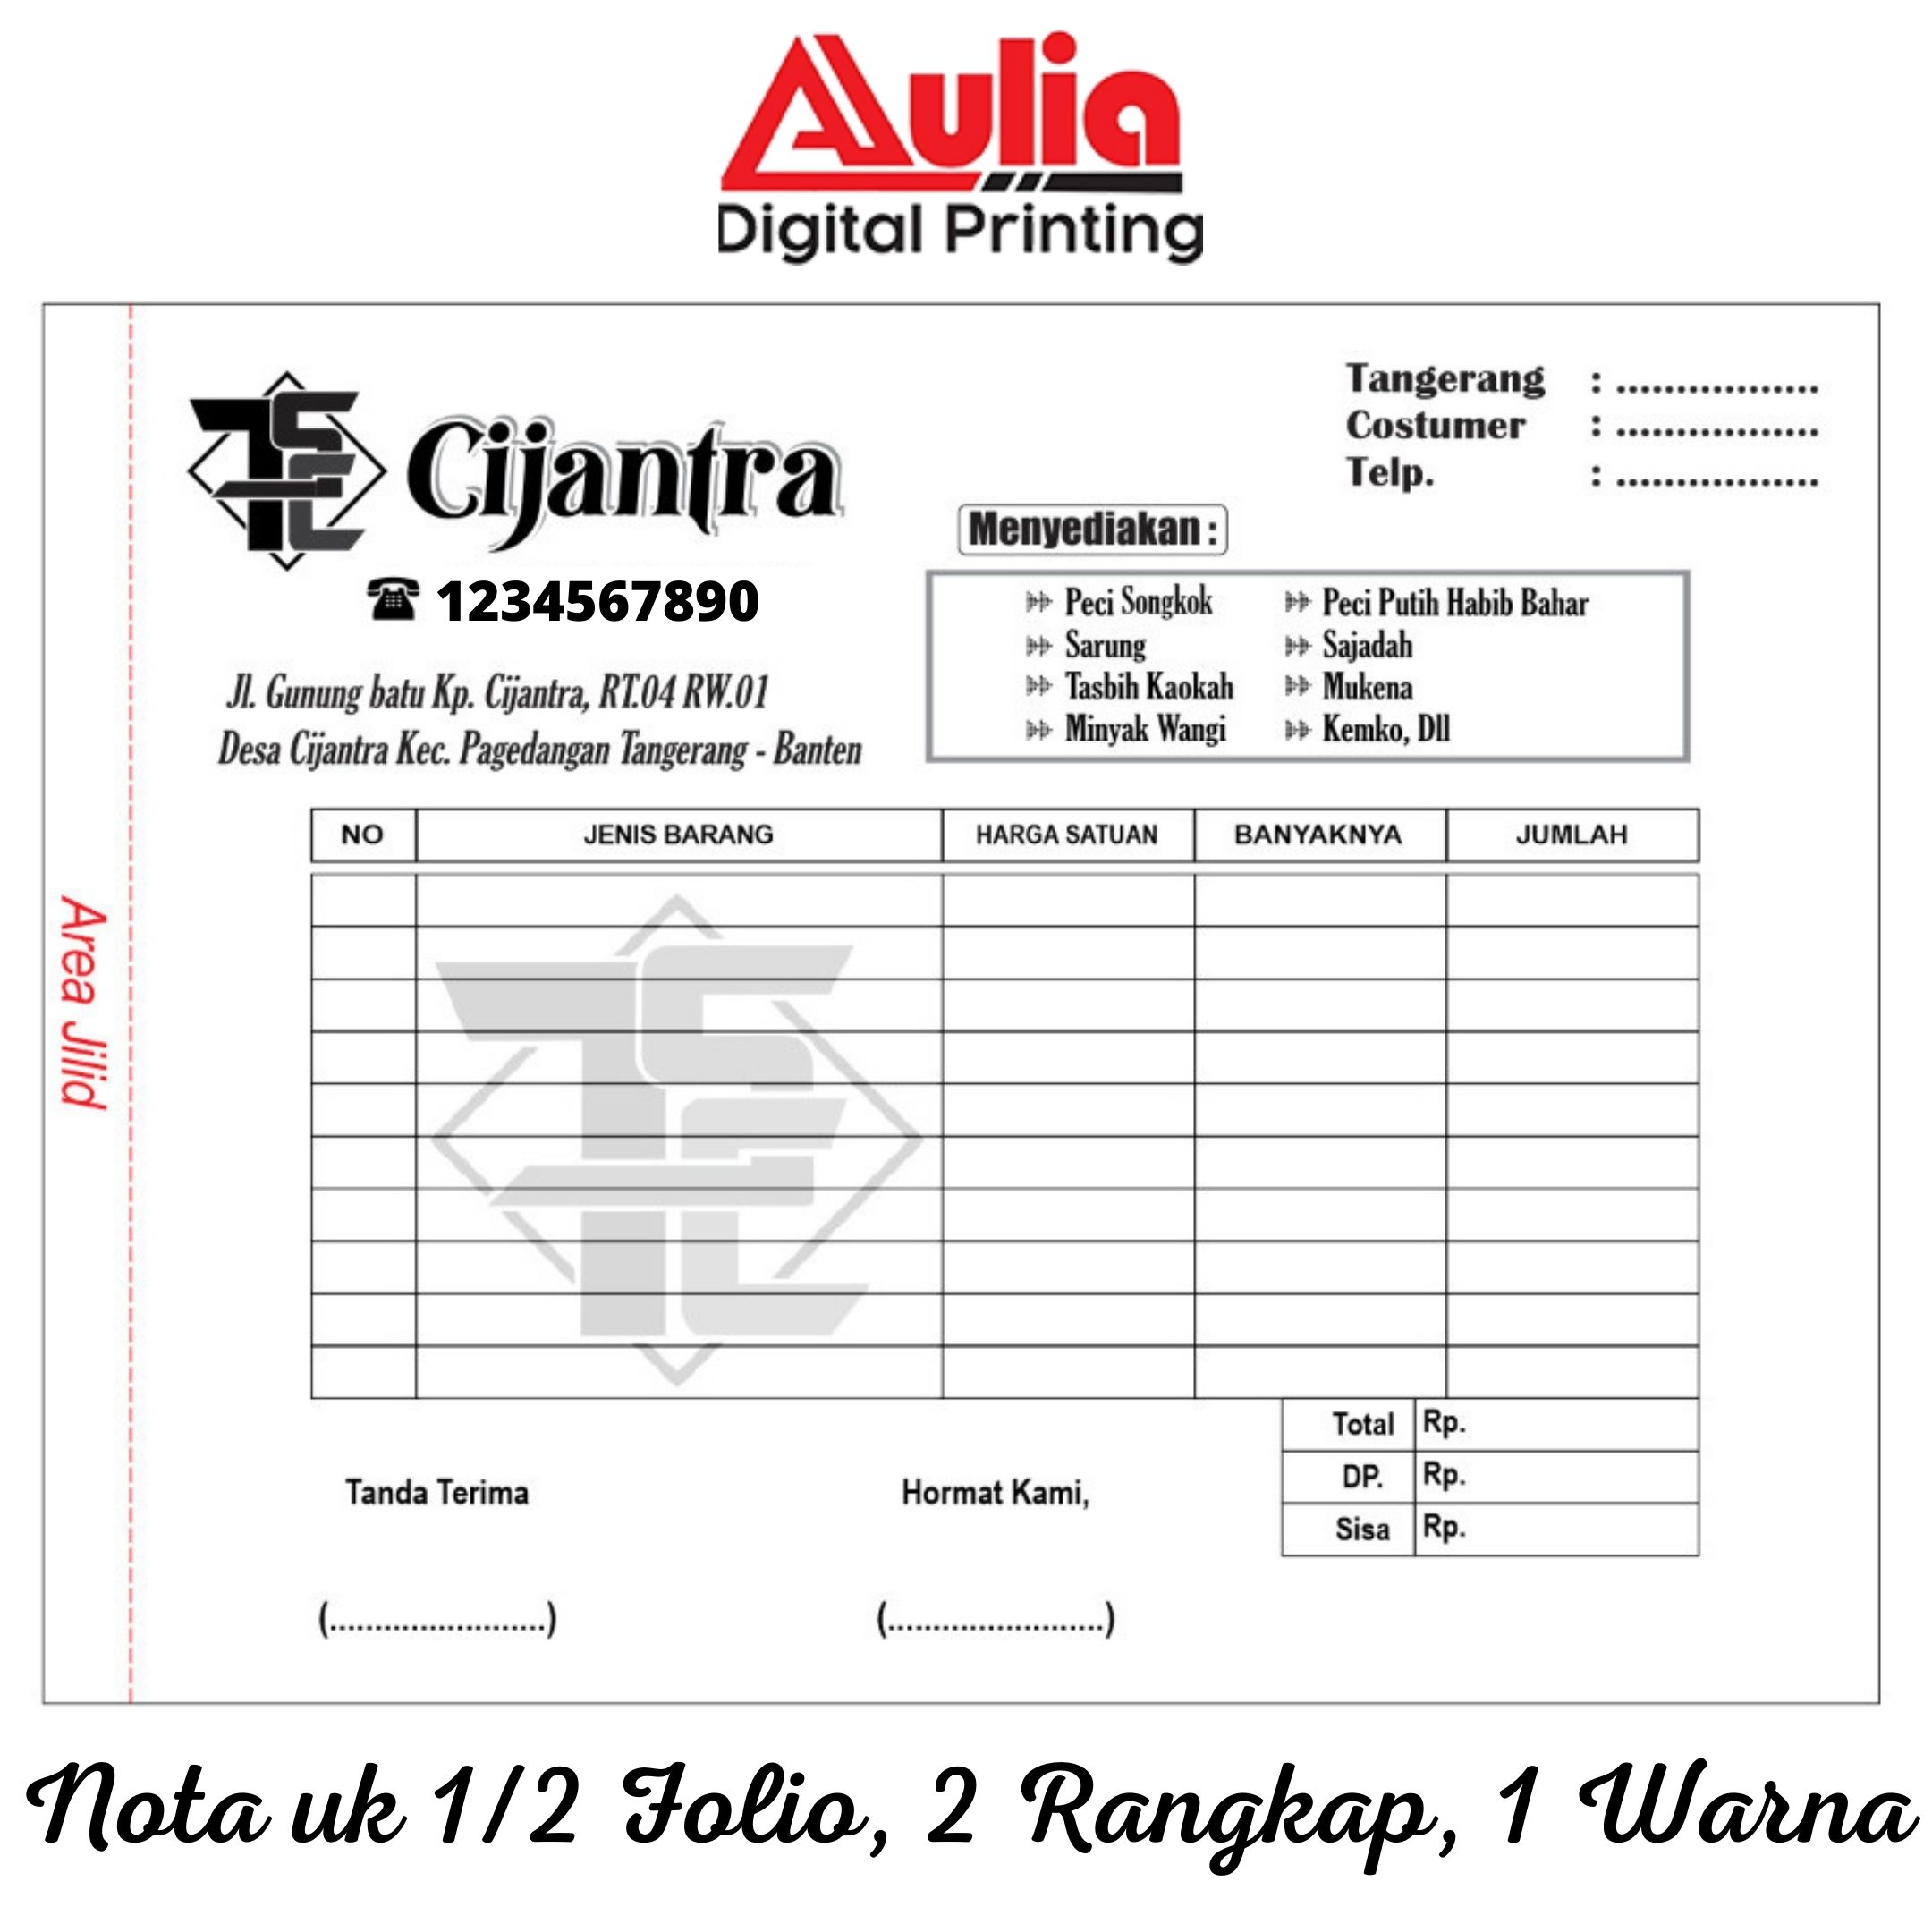 Aulia
Digital Printing
Tangerang : .................
Costumer : .................
Telp. : .................
TSEL Cijantra
☎ 1234567890
Jl. Gunung batu Kp. Cijantra, RT.04 RW.01
Desa Cijantra Kec. Pagedangan Tangerang - Banten
Menyediakan :
Peci Songkok
Sarung
Tasbih Kaokah
Minyak Wangi
Peci Putih Habib Bahar
Sajadah
Mukena
Kemko, Dll
Area Jilid
NO JENIS BARANG HARGA SATUAN BANYAKNYA JUMLAH
Total Rp.
DP. Rp.
Sisa Rp.
Tanda Terima Hormat Kami,
(........................) (........................)
Nota uk 1/2 Folio, 2 Rangkap, 1 Warna